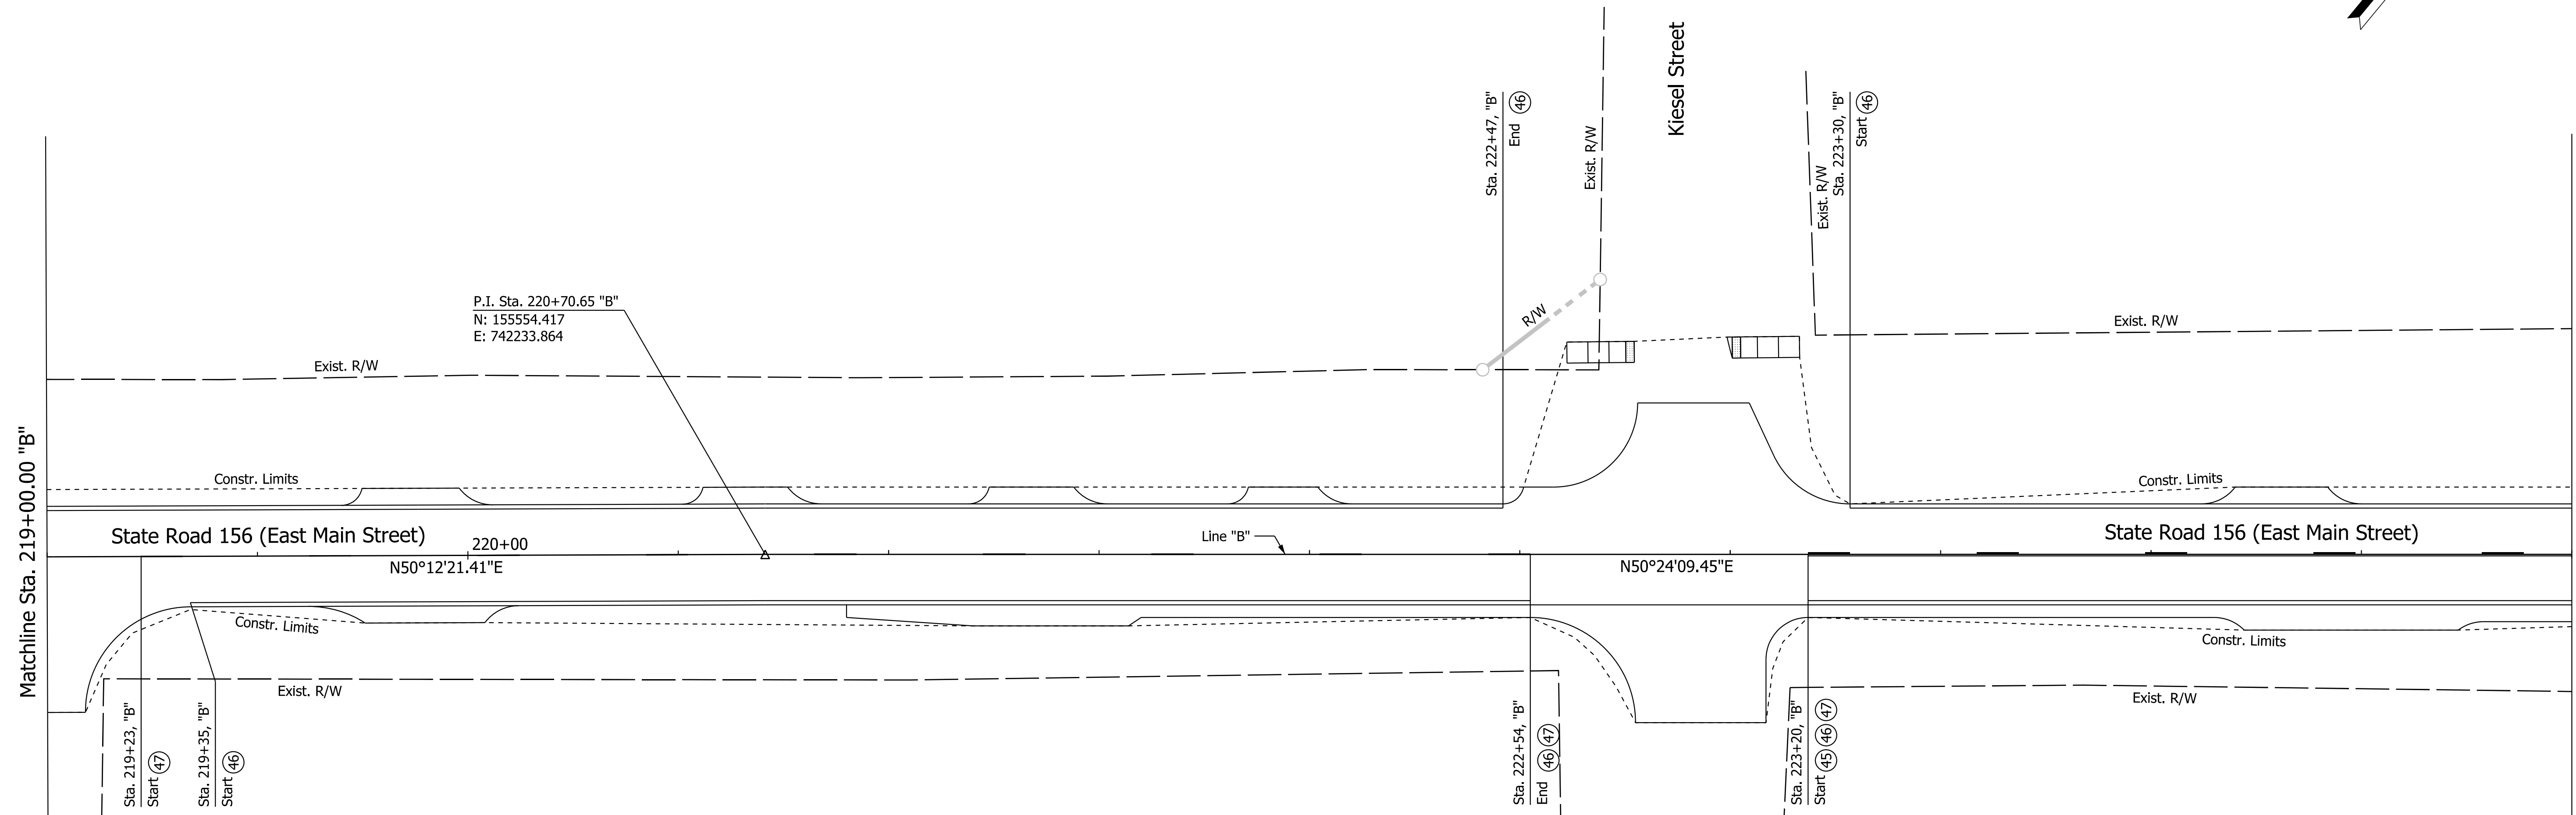 Kiesel Street
Sta. 222+47, "B"
End 46
Exist. R/W
Exist. R/W
Sta. 223+30, "B"
Start 46
P.I. Sta. 220+70.65 "B"
N: 155554.417
E: 742233.864
R/W
Exist. R/W
Exist. R/W
Matchline Sta. 219+00.00 "B"
Constr. Limits
Constr. Limits
State Road 156 (East Main Street)
220+00
Line "B"
State Road 156 (East Main Street)
N50°12'21.41"E
N50°24'09.45"E
Constr. Limits
Constr. Limits
Exist. R/W
Exist. R/W
Sta. 219+23, "B"
Start 47
Sta. 219+35, "B"
Start 46
Sta. 222+54, "B"
End 46 47
Sta. 223+20, "B"
Start 45 46 47